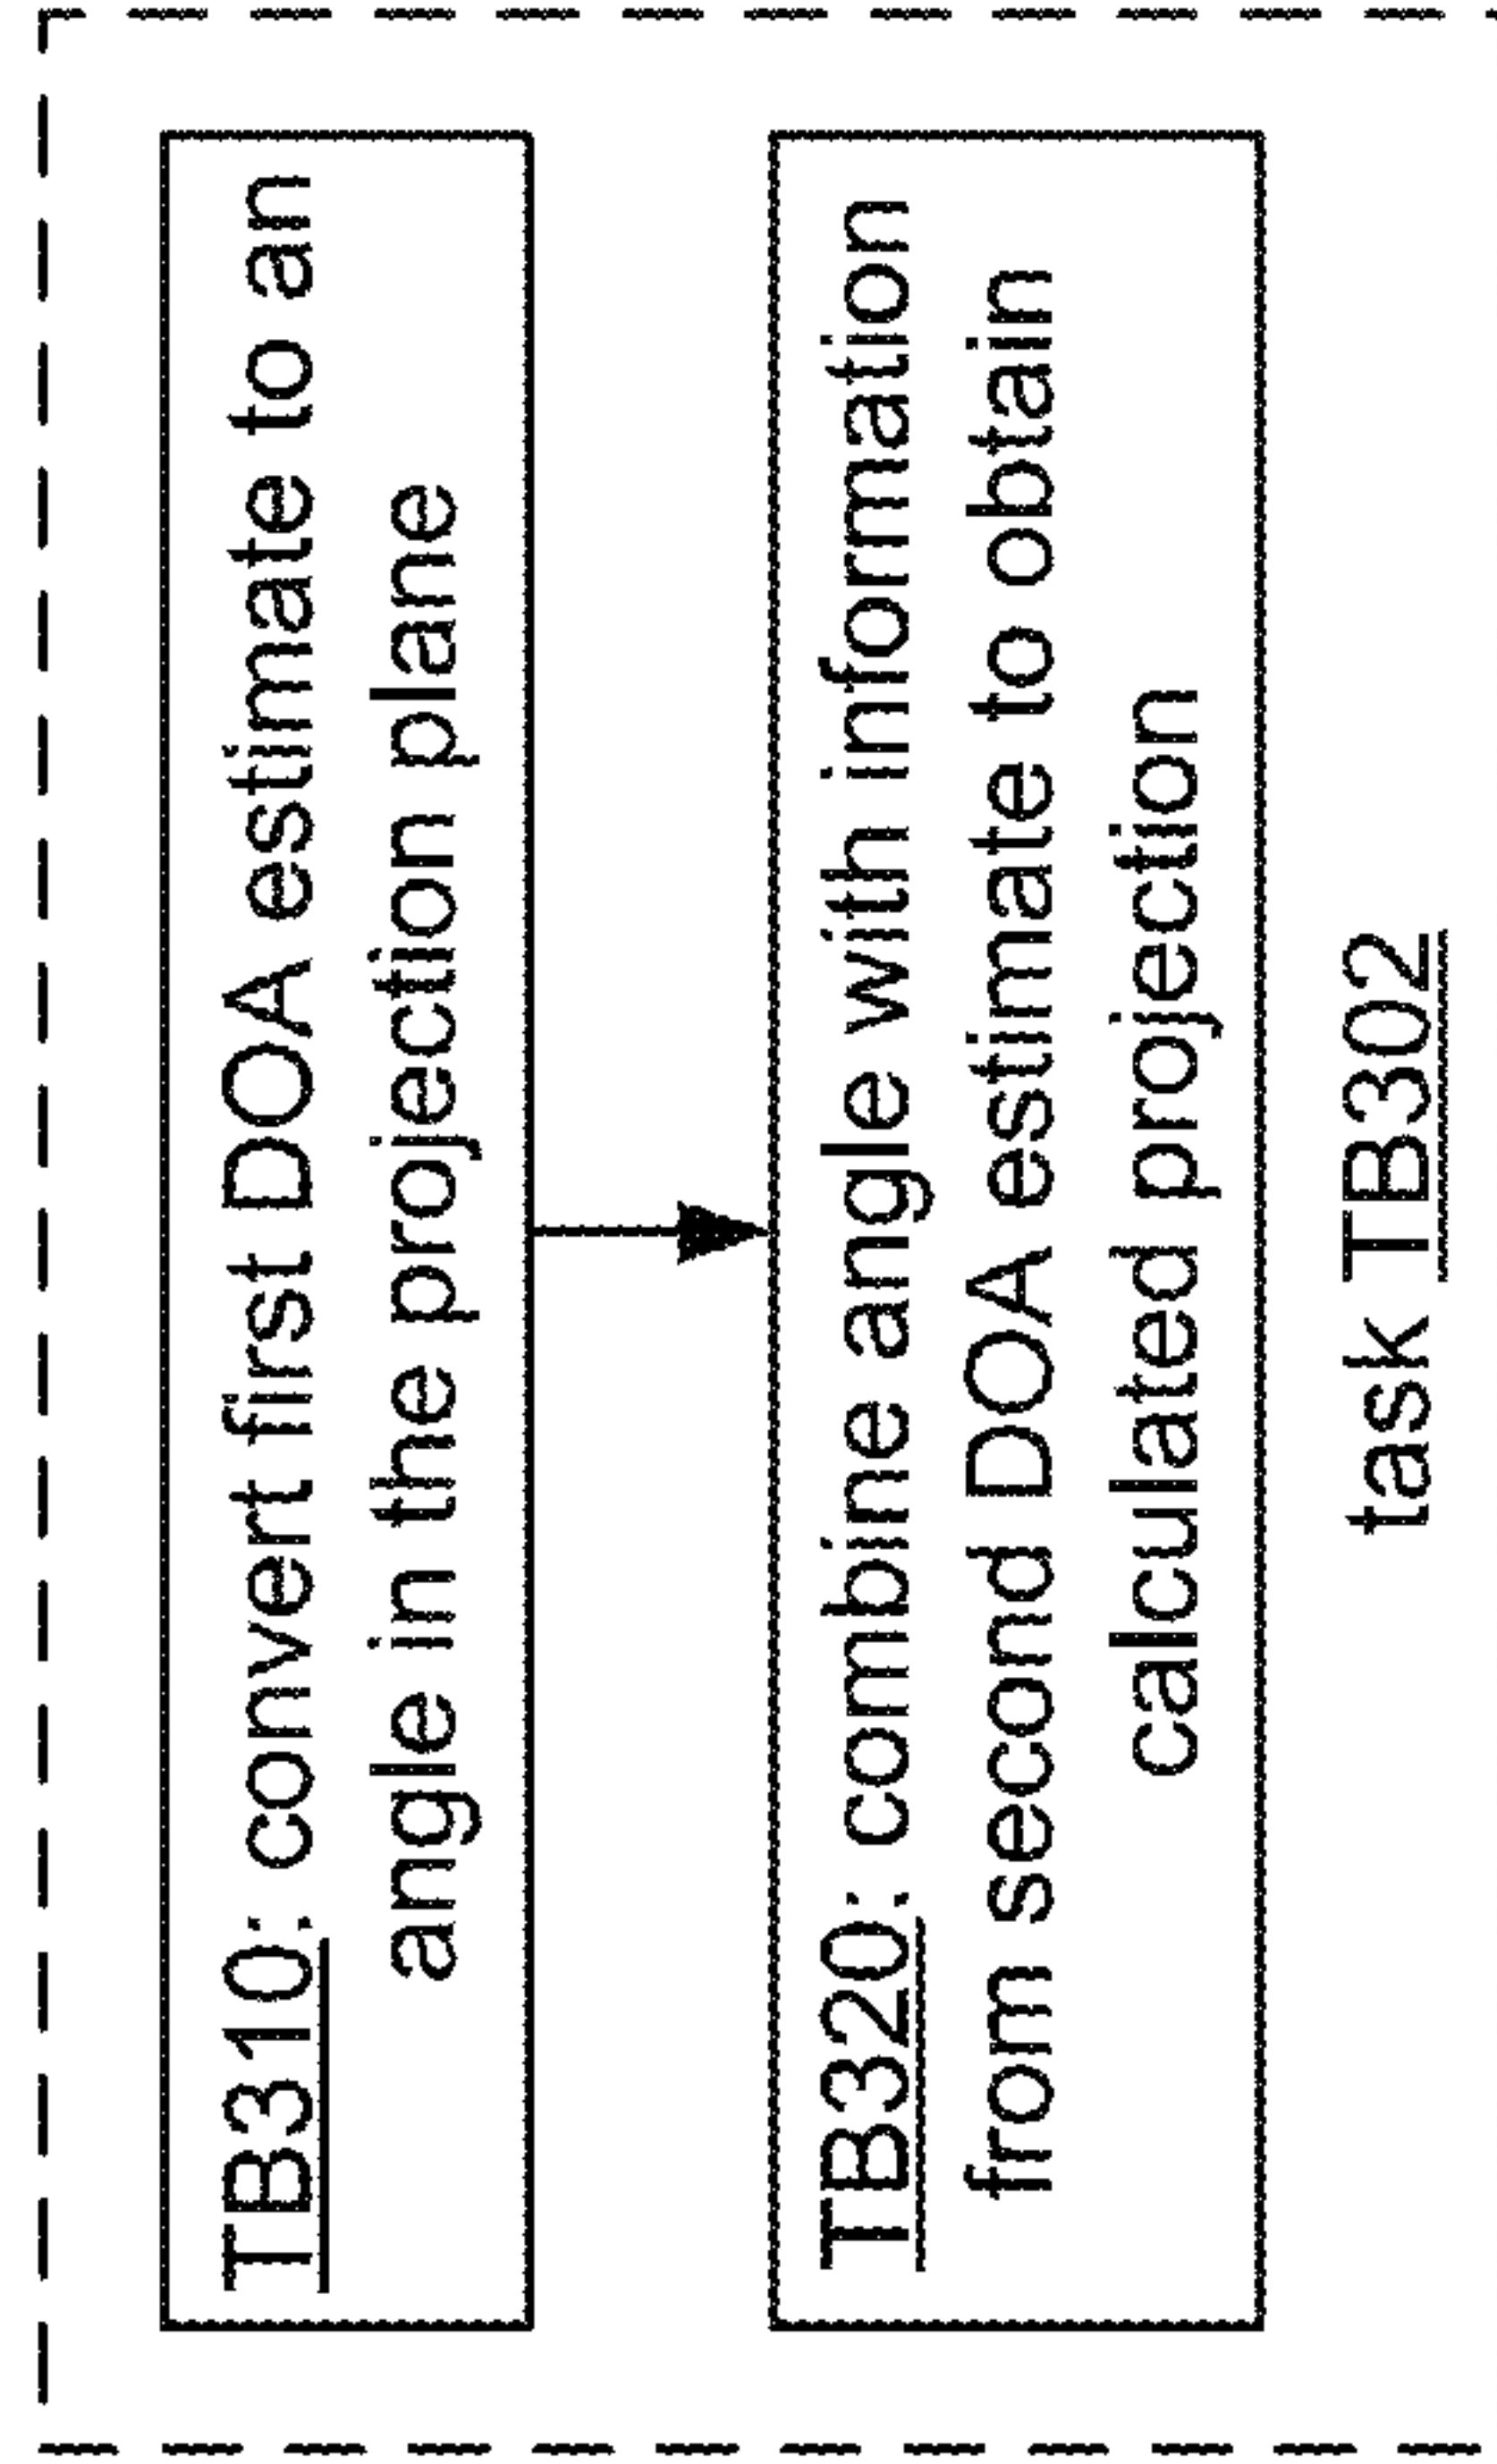 TB310: convert first DOA estimate to an
angle in the projection plane
TB320: combine angle with information
from second DOA estimate to obtain
calculated projection
task TB302